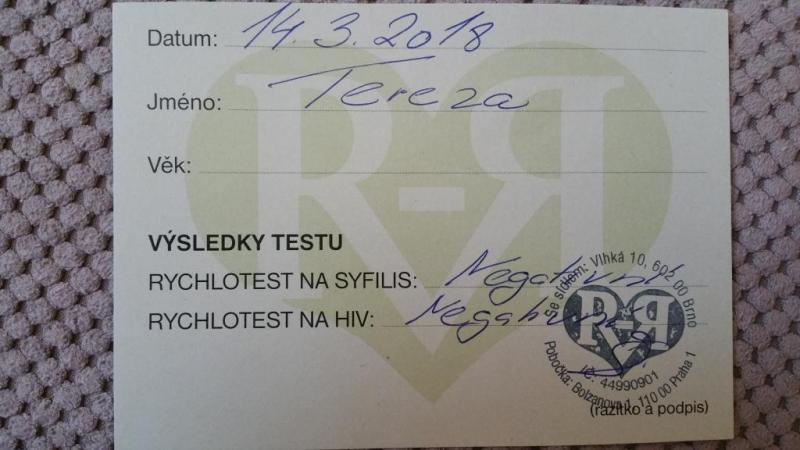 Datum: 14.3.2018
Jméno: Tereza
Věk:
R-Я
VÝSLEDKY TESTU
RYCHLOTEST NA SYFILIS: Negativní
RYCHLOTEST NA HIV: Negativní
Se sídlem: Vlhká 10, 602 00 Brno
R-Я
IČ: 44990901
Pobočka: Bolzanova 1, 110 00 Praha 1
(razítko a podpis)